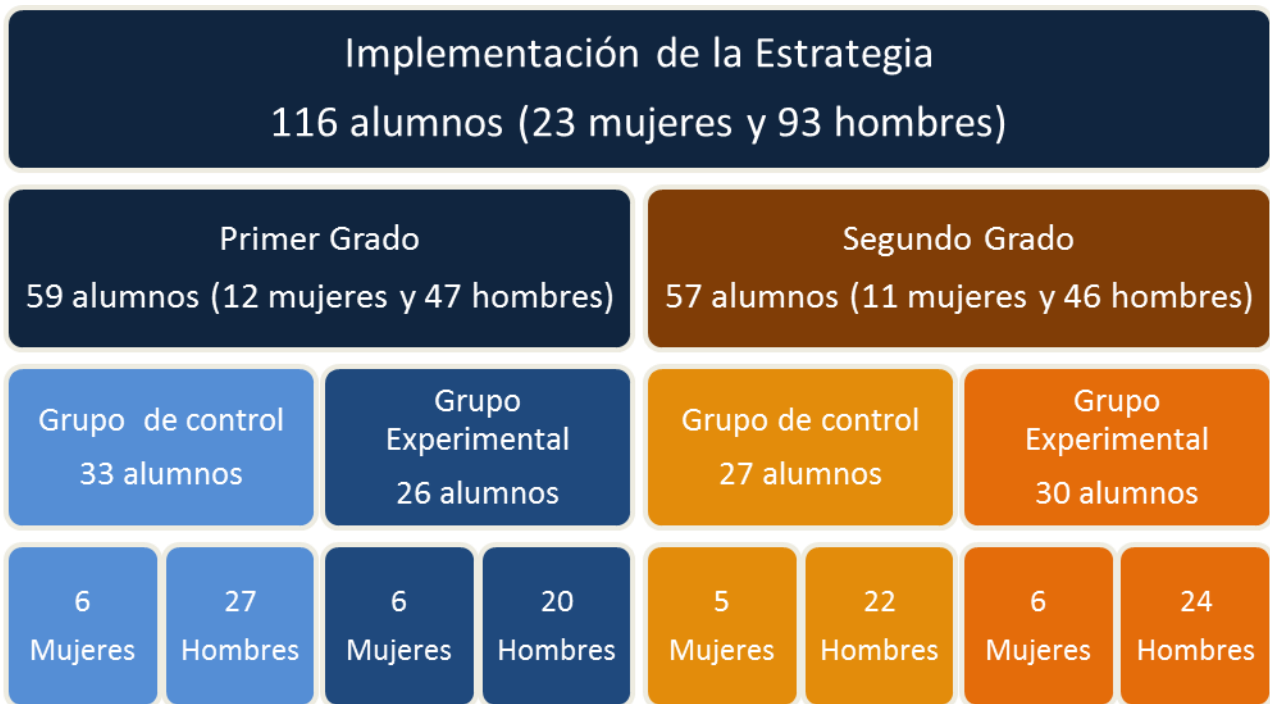 Implementación de la Estrategia
116 alumnos (23 mujeres y 93 hombres)
Primer Grado
59 alumnos (12 mujeres y 47 hombres)
Segundo Grado
57 alumnos (11 mujeres y 46 hombres)
Grupo de control
33 alumnos
Grupo
Experimental
26 alumnos
Grupo de control
27 alumnos
Grupo
Experimental
30 alumnos
6
Mujeres
27
Hombres
6
Mujeres
20
Hombres
5
Mujeres
22
Hombres
6
Mujeres
24
Hombres